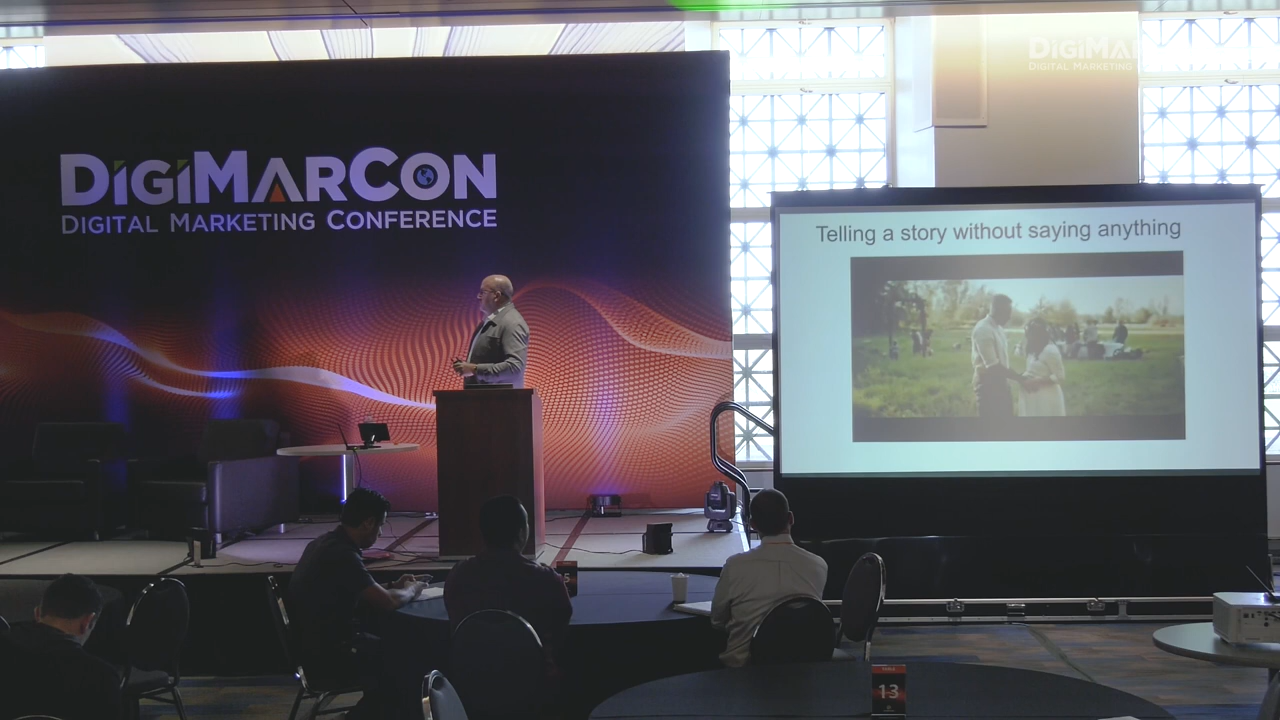 DIGIMARCON
DIGITAL MARKETING CONFERENCE
Telling a story without saying anything
DIGIMAR
DIGITAL MARKETING
13